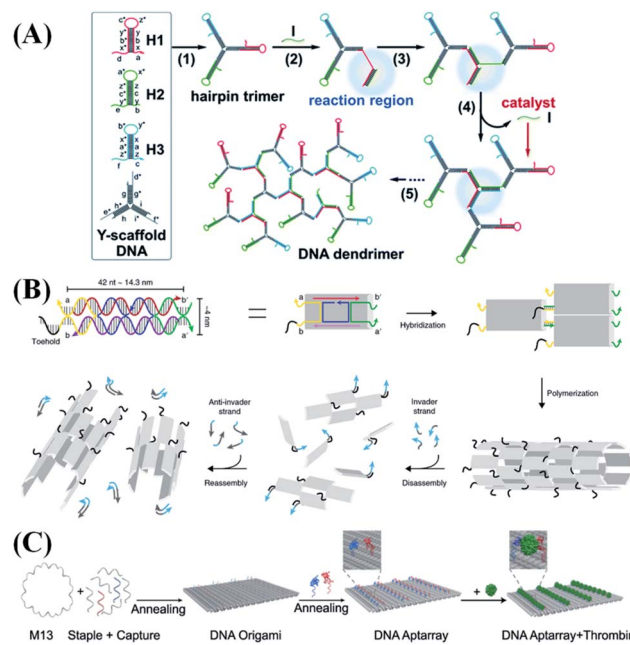 (A)
c* z*
H1
H2
H3
Y-scaffold
DNA
(1)
hairpin trimer
I
(2)
reaction region
(3)
(4)
catalyst
I
(5)
DNA dendrimer
(B)
42 nt ~ 14.3 nm
a b'
~4 nm
b a'
Toehold
=
a b'
b a'
Hybridization
Polymerization
Invader
strand
Disassembly
Anti-invader
strand
Reassembly
(C)
M13
+
Staple + Capture
Annealing
DNA Origami
Annealing
DNA Aptarray
+
DNA Aptarray+Thrombin